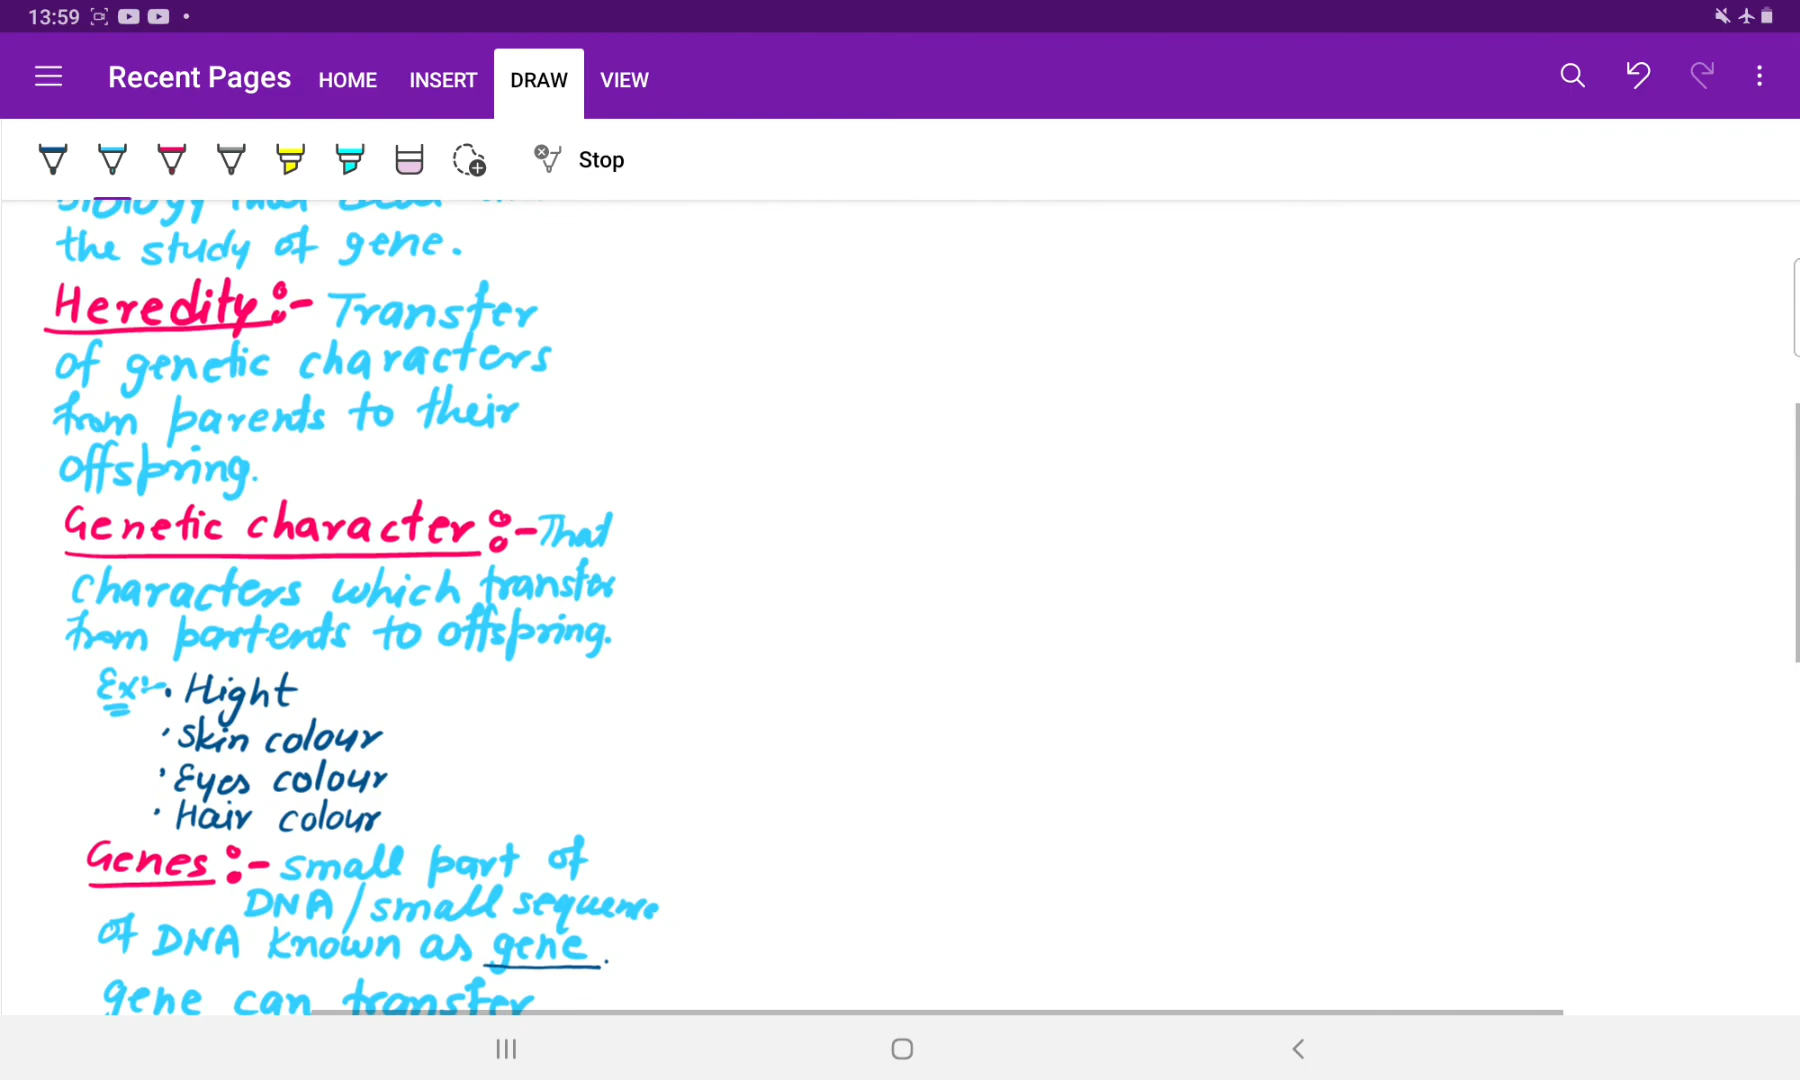 13:59
Recent Pages HOME INSERT DRAW VIEW
Stop
biology that
the study of gene.
Heredity:- Transfer
of genetic characters
from parents to their
offspring.
Genetic character:- That
characters which transfer
from partents to offspring.
Ex:- • Hight
• Skin colour
• Eyes colour
• Hair colour
Genes:- small part of
DNA/small sequence
of DNA known as gene.
gene can transfer